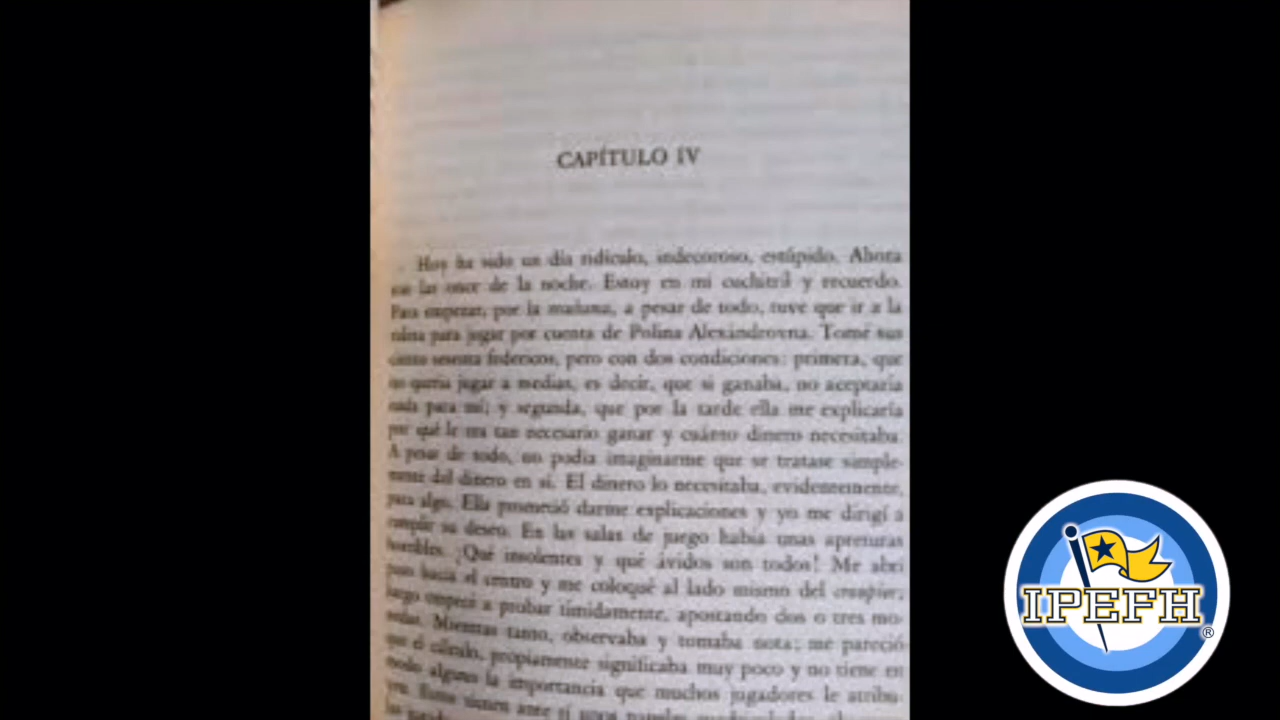 CAPÍTULO IV
Hoy ha sido un día ridículo, indecoroso, estúpido. Ahora
son las once de la noche. Estoy en mi cuchitril y recuerdo.
Para empezar, por la mañana, a pesar de todo, tuve que ir a la
ruleta para jugar por cuenta de Polina Alexándrovna. Tomé sus
ciento sesenta federicos, pero con dos condiciones: primera, que
no quería jugar a medias, es decir, que si ganaba, no aceptaría
nada para mí; y segunda, que por la tarde ella me explicaría
por qué le era tan necesario ganar y cuánto dinero necesitaba.
A pesar de todo, no podía imaginarme que se tratase simple-
mente del dinero en sí. El dinero lo necesitaba, evidentemente,
para algo. Ella prometió darme explicaciones y yo me dirigí a
cumplir su deseo. En las salas de juego había unas apreturas
horribles. ¡Qué insolentes y qué ávidos son todos! Me abrí
paso hacia el centro y me coloqué al lado mismo del croupier;
luego empecé a probar tímidamente, apostando dos o tres mo-
nedas. Mientras tanto, observaba y tomaba nota; me pareció
que el cálculo, propiamente significaba muy poco y no tiene en
modo alguno la importancia que muchos jugadores le atribu-
yen. Estos tienen ante sí unos papeles
IPEFH
®